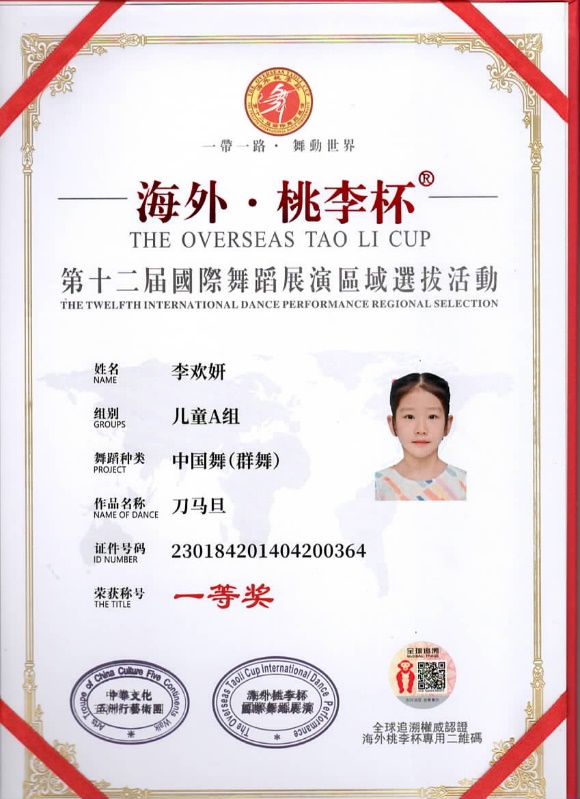 一帶一路·舞動世界
海外·桃李杯®
THE OVERSEAS TAO LI CUP
第十二届國際舞蹈展演區域選拔活動
THE TWELFTH INTERNATIONAL DANCE PERFORMANCE REGIONAL SELECTION
姓名 李欢妍
NAME
组别 儿童A组
GROUPS
舞蹈种类 中国舞(群舞)
PROJECT
作品名称 刀马旦
NAME OF DANCE
证件号码 230184201404200364
ID NUMBER
荣获称号 一等奖
THE TITLE
Arts Troupe of China Culture Five Continents Walk
中華文化
五洲行藝術團
The Overseas Taoli Cup International Dance Performance
海外桃李杯
國際舞蹈展演
全球追溯
全球追溯權威認證
海外桃李杯專用二維碼